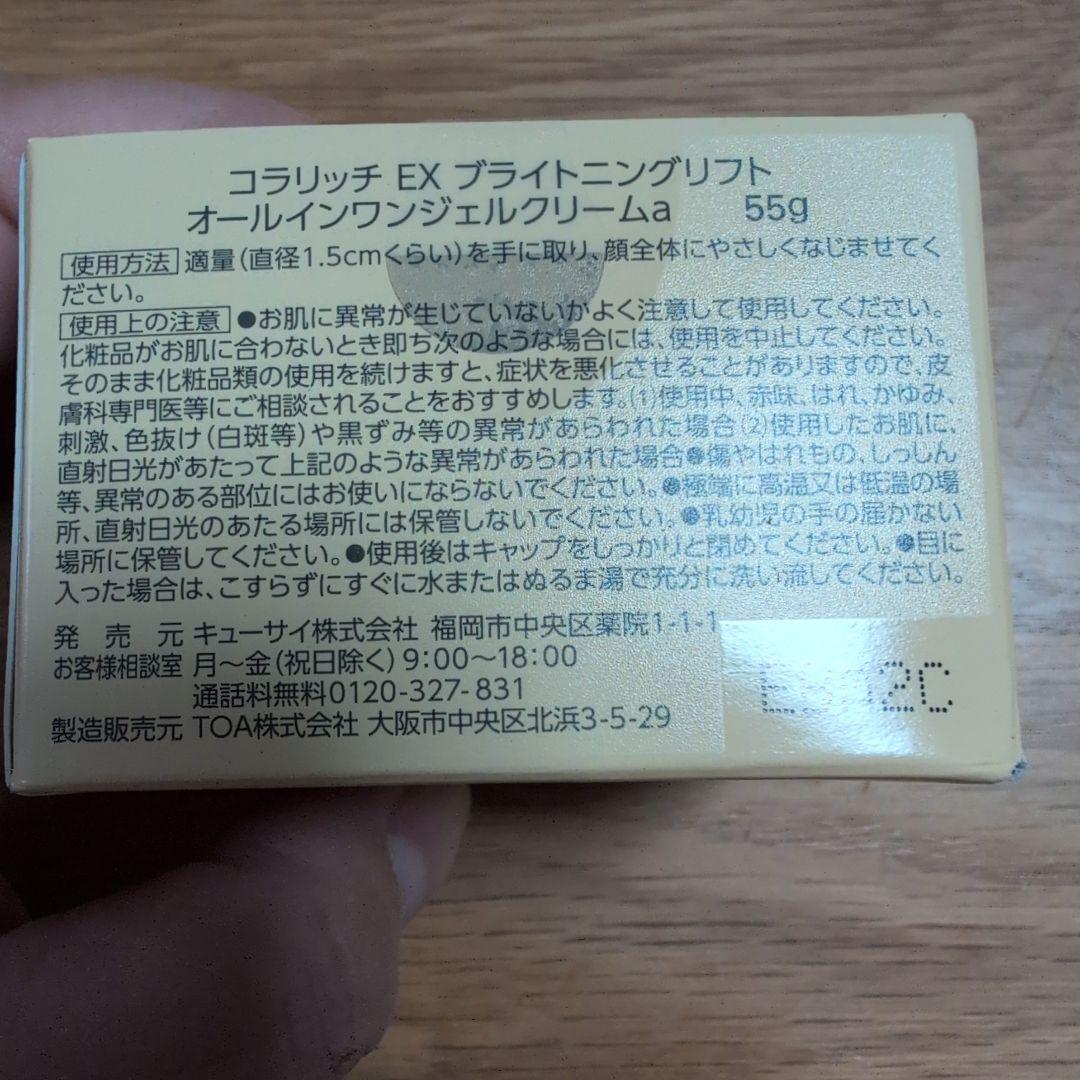 コラリッチ EX ブライトニングリフト
オールインワンジェルクリームa 55g
使用方法 適量(直径1.5cmくらい)を手に取り、顔全体にやさしくなじませてく
ださい。
使用上の注意 ●お肌に異常が生じていないかよく注意して使用してください。
化粧品がお肌に合わないとき即ち次のような場合には、使用を中止してください。
そのまま化粧品類の使用を続けますと、症状を悪化させることがありますので、皮
膚科専門医等にご相談されることをおすすめします。(1)使用中、赤味、はれ、かゆみ、
刺激、色抜け(白斑等)や黒ずみ等の異常があらわれた場合(2)使用したお肌に、
直射日光があたって上記のような異常があらわれた場合●傷やはれもの、しっしん
等、異常のある部位にはお使いにならないでください。●極端に高温又は低温の場
所、直射日光のあたる場所には保管しないでください。●乳幼児の手の届かない
場所に保管してください。●使用後はキャップをしっかりと閉めてください。●目に
入った場合は、こすらずにすぐに水またはぬるま湯で充分に洗い流してください。
発売元 キューサイ株式会社 福岡市中央区薬院1-1-1
お客様相談室 月〜金(祝日除く)9:00〜18:00
通話料無料0120-327-831
製造販売元 TOA株式会社 大阪市中央区北浜3-5-29